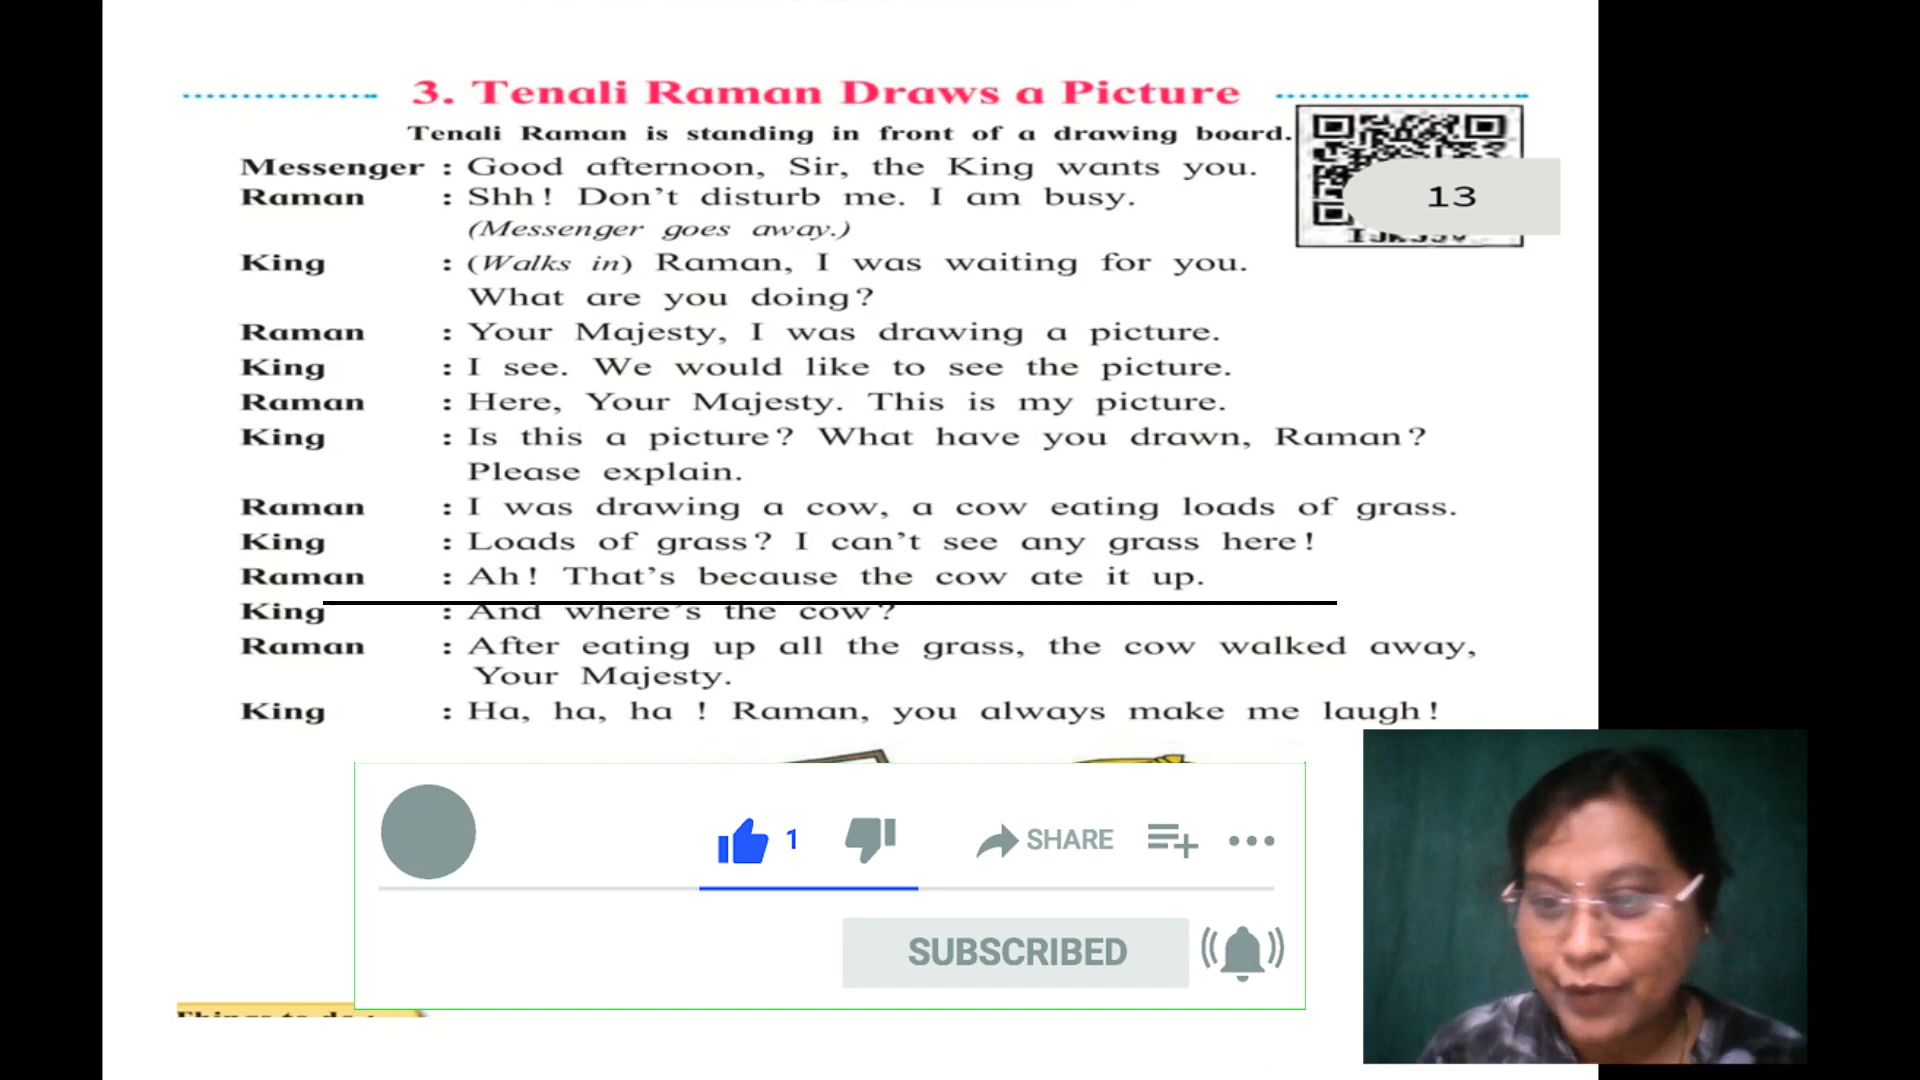 3. Tenali Raman Draws a Picture
Tenali Raman is standing in front of a drawing board.
Messenger : Good afternoon, Sir, the King wants you.
Raman : Shh! Don't disturb me. I am busy.
(Messenger goes away.)
13
King : (Walks in) Raman, I was waiting for you.
What are you doing?
Raman : Your Majesty, I was drawing a picture.
King : I see. We would like to see the picture.
Raman : Here, Your Majesty. This is my picture.
King : Is this a picture? What have you drawn, Raman?
Please explain.
Raman : I was drawing a cow, a cow eating loads of grass.
King : Loads of grass? I can't see any grass here!
Raman : Ah! That's because the cow ate it up.
King : And where's the cow?
Raman : After eating up all the grass, the cow walked away,
Your Majesty.
King : Ha, ha, ha ! Raman, you always make me laugh!
1 SHARE
SUBSCRIBED
Things to do :